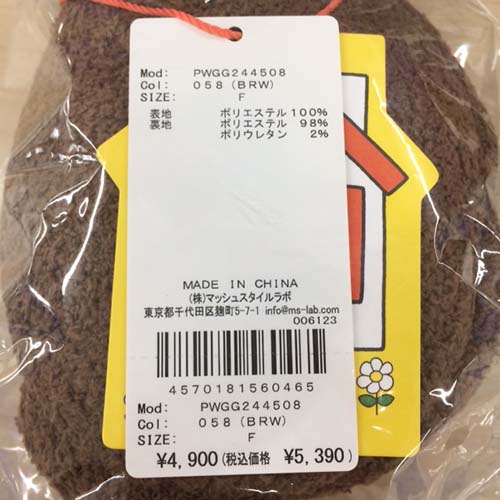 Mod: PWGG244508
Col: 058 (BRW)
SIZE: F
表地 ポリエステル100%
裏地 ポリエステル 98%
ポリウレタン 2%
MADE IN CHINA
(株)マッシュスタイルラボ
東京都千代田区麹町5-7-1 info@ms-lab.com
006123
4570181560465
Mod: PWGG244508
Col: 058 (BRW)
SIZE: F
¥4,900(税込価格 ¥5,390)